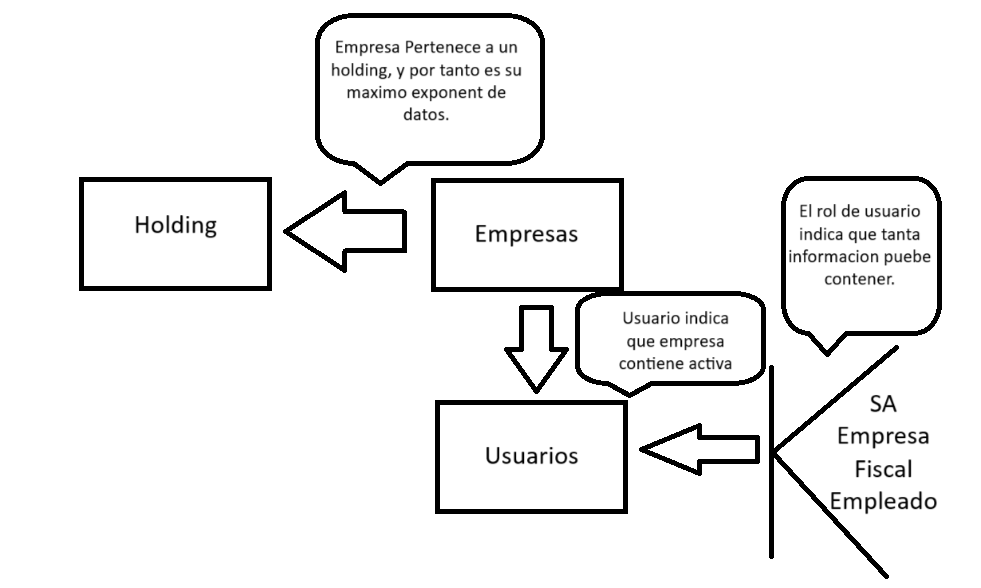 Empresa Pertenece a un
holding, y por tanto es su
maximo exponent de
datos.
Holding
Empresas
El rol de usuario
indica que tanta
informacion puebe
contener.
Usuario indica
que empresa
contiene activa
Usuarios
SA
Empresa
Fiscal
Empleado